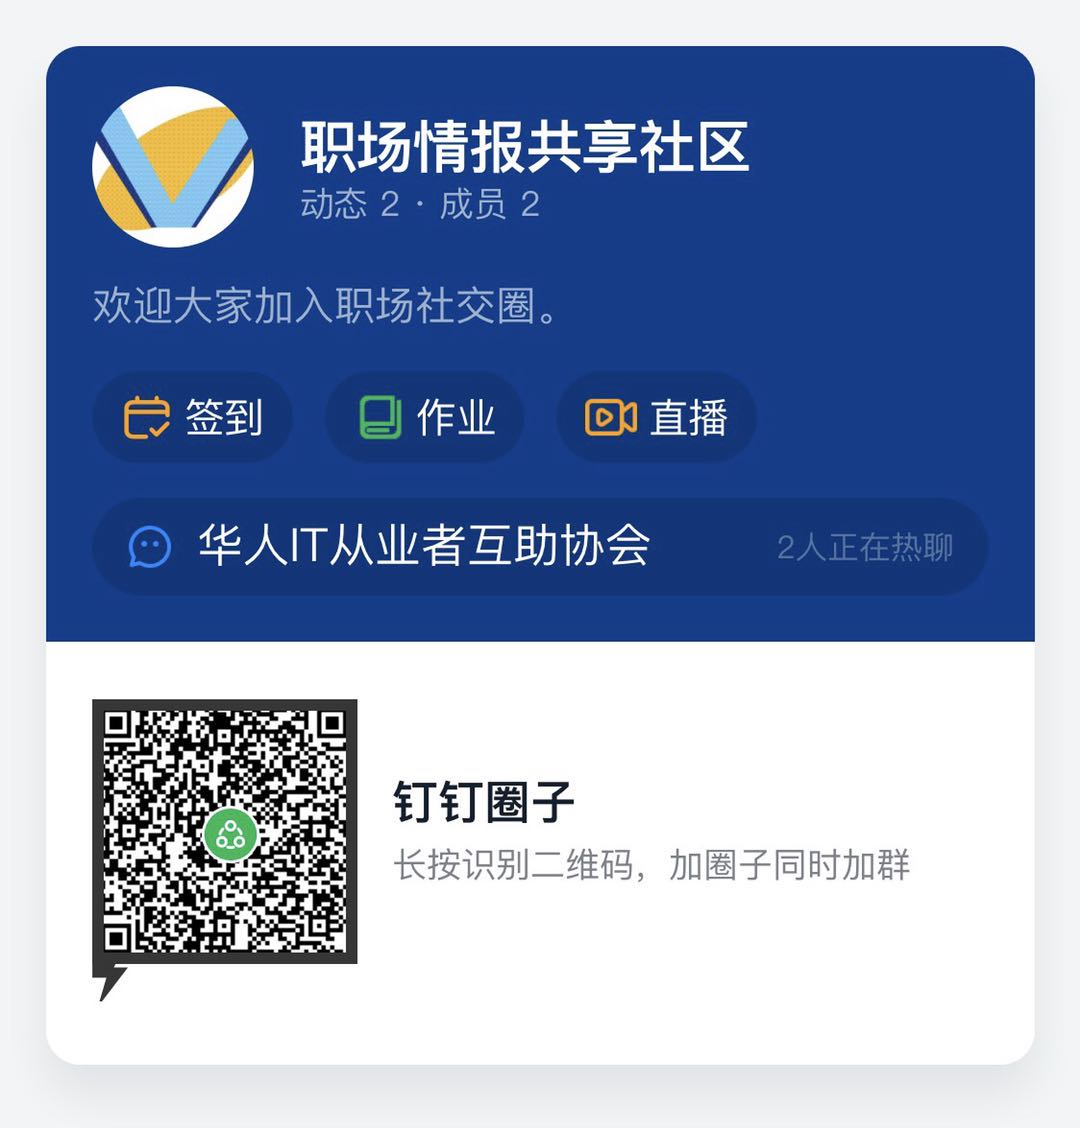 职场情报共享社区
动态 2 · 成员 2
欢迎大家加入职场社交圈。
签到 作业 直播
华人IT从业者互助协会 2人正在热聊
钉钉圈子
长按识别二维码，加圈子同时加群